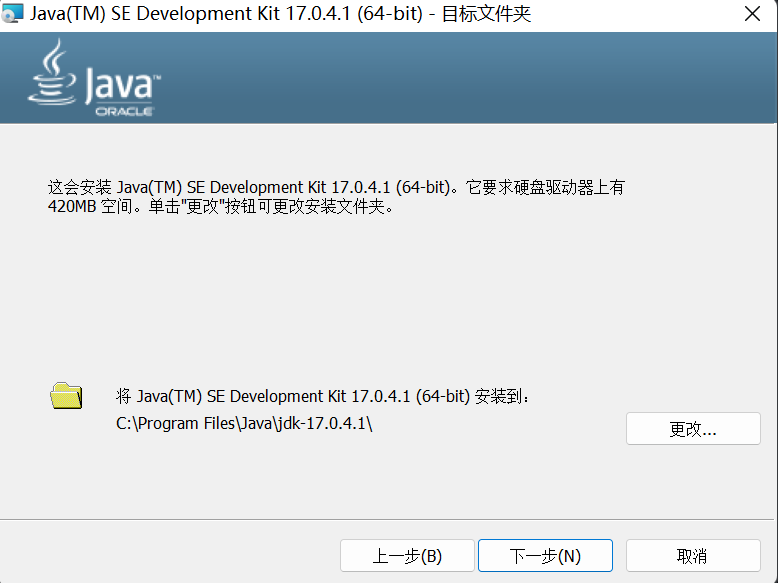 Java(TM) SE Development Kit 17.0.4.1 (64-bit) - 目标文件夹
Java™
ORACLE
这会安装 Java(TM) SE Development Kit 17.0.4.1 (64-bit)。它要求硬盘驱动器上有
420MB 空间。单击"更改"按钮可更改安装文件夹。
将 Java(TM) SE Development Kit 17.0.4.1 (64-bit) 安装到：
C:\Program Files\Java\jdk-17.0.4.1\
更改...
上一步(B) 下一步(N) 取消